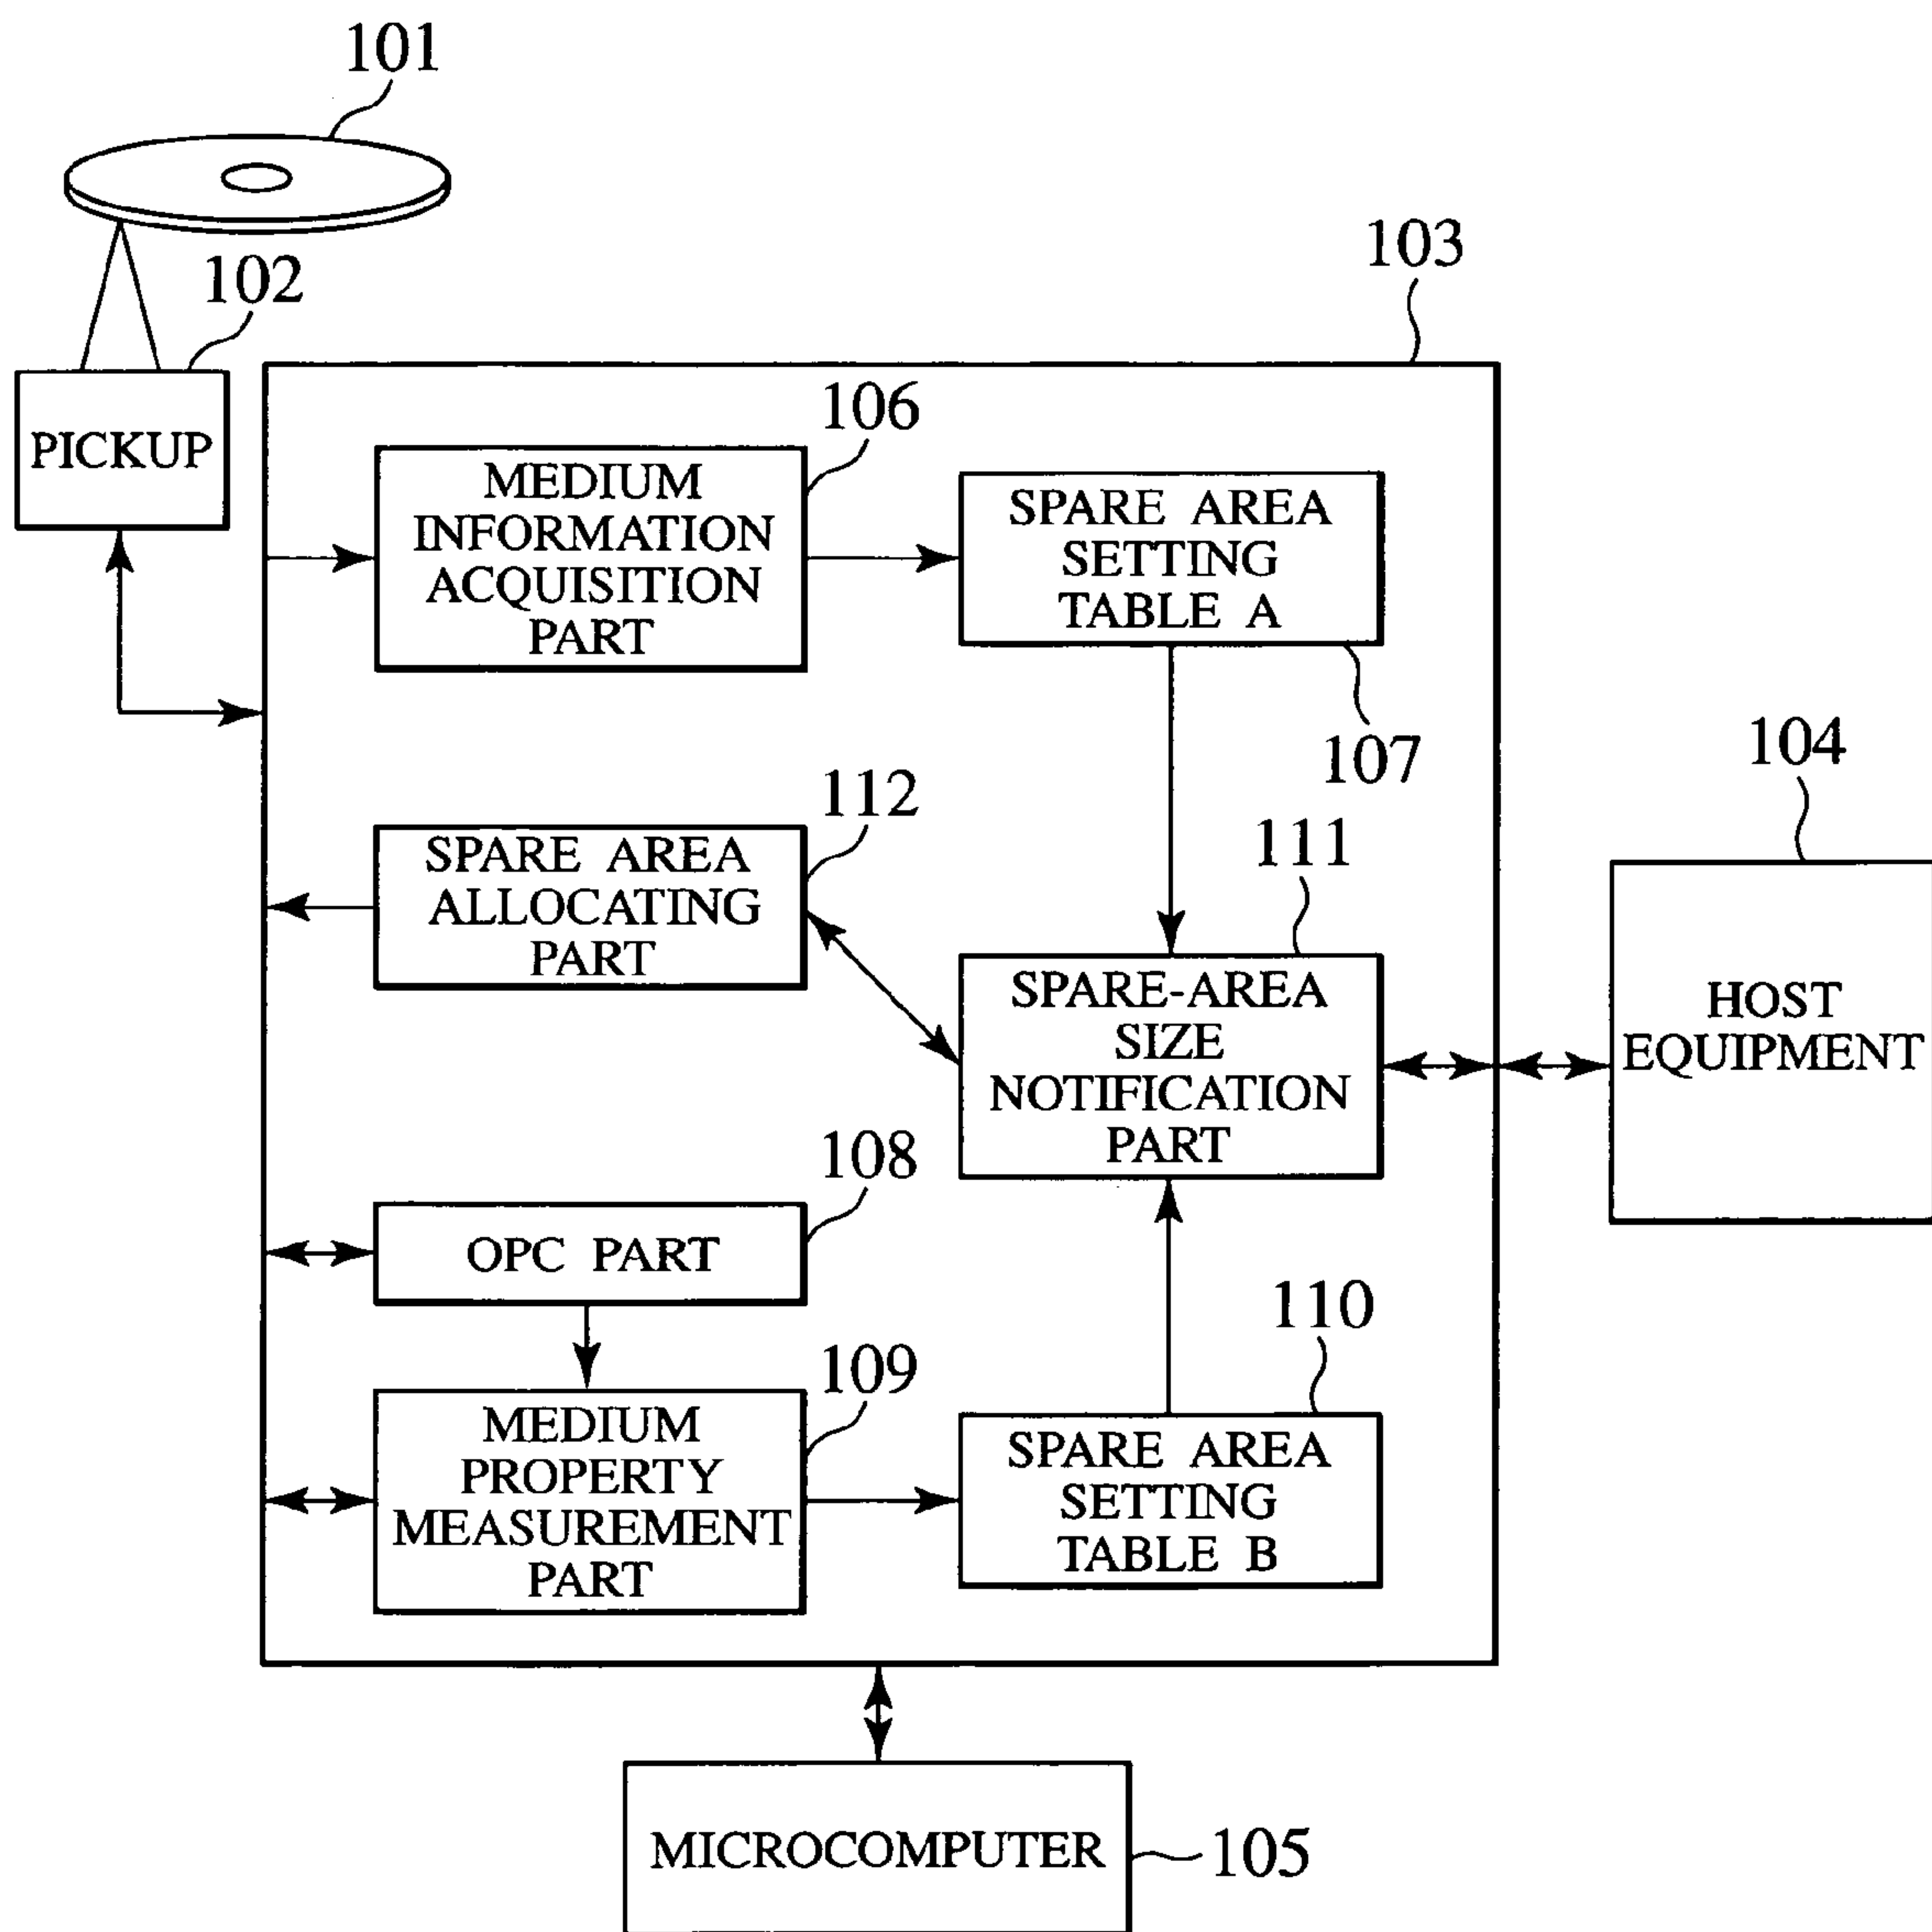 101
102
103
PICKUP
106
MEDIUM
INFORMATION
ACQUISITION
PART
SPARE AREA
SETTING
TABLE A
107
104
112
SPARE AREA
ALLOCATING
PART
111
SPARE-AREA
SIZE
NOTIFICATION
PART
HOST
EQUIPMENT
108
OPC PART
109
MEDIUM
PROPERTY
MEASUREMENT
PART
110
SPARE AREA
SETTING
TABLE B
MICROCOMPUTER
105